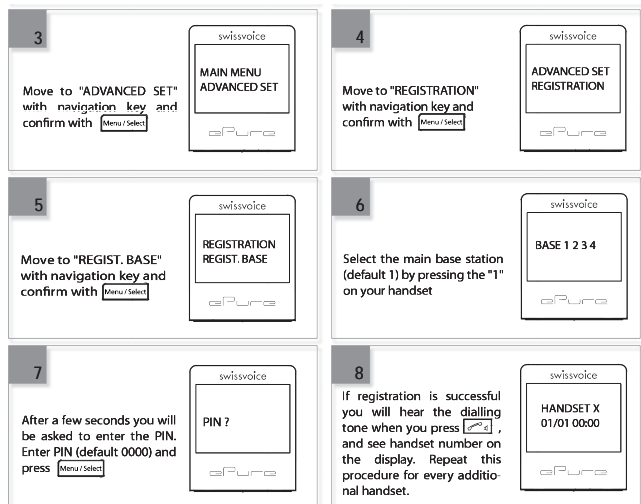 3
Move to "ADVANCED SET"
with navigation key and
confirm with Menu / Select
swissvoice
MAIN MENU
ADVANCED SET
ePure
4
Move to "REGISTRATION"
with navigation key and
confirm with Menu / Select
swissvoice
ADVANCED SET
REGISTRATION
ePure
5
Move to "REGIST. BASE"
with navigation key and
confirm with Menu / Select
swissvoice
REGISTRATION
REGIST. BASE
ePure
6
Select the main base station
(default 1) by pressing the "1"
on your handset
swissvoice
BASE 1 2 3 4
ePure
7
After a few seconds you will
be asked to enter the PIN.
Enter PIN (default 0000) and
press Menu / Select
swissvoice
PIN ?
ePure
8
If registration is successful
you will hear the dialling
tone when you press ,
and see handset number on
the display. Repeat this
procedure for every additio-
nal handset.
swissvoice
HANDSET X
01/01 00:00
ePure